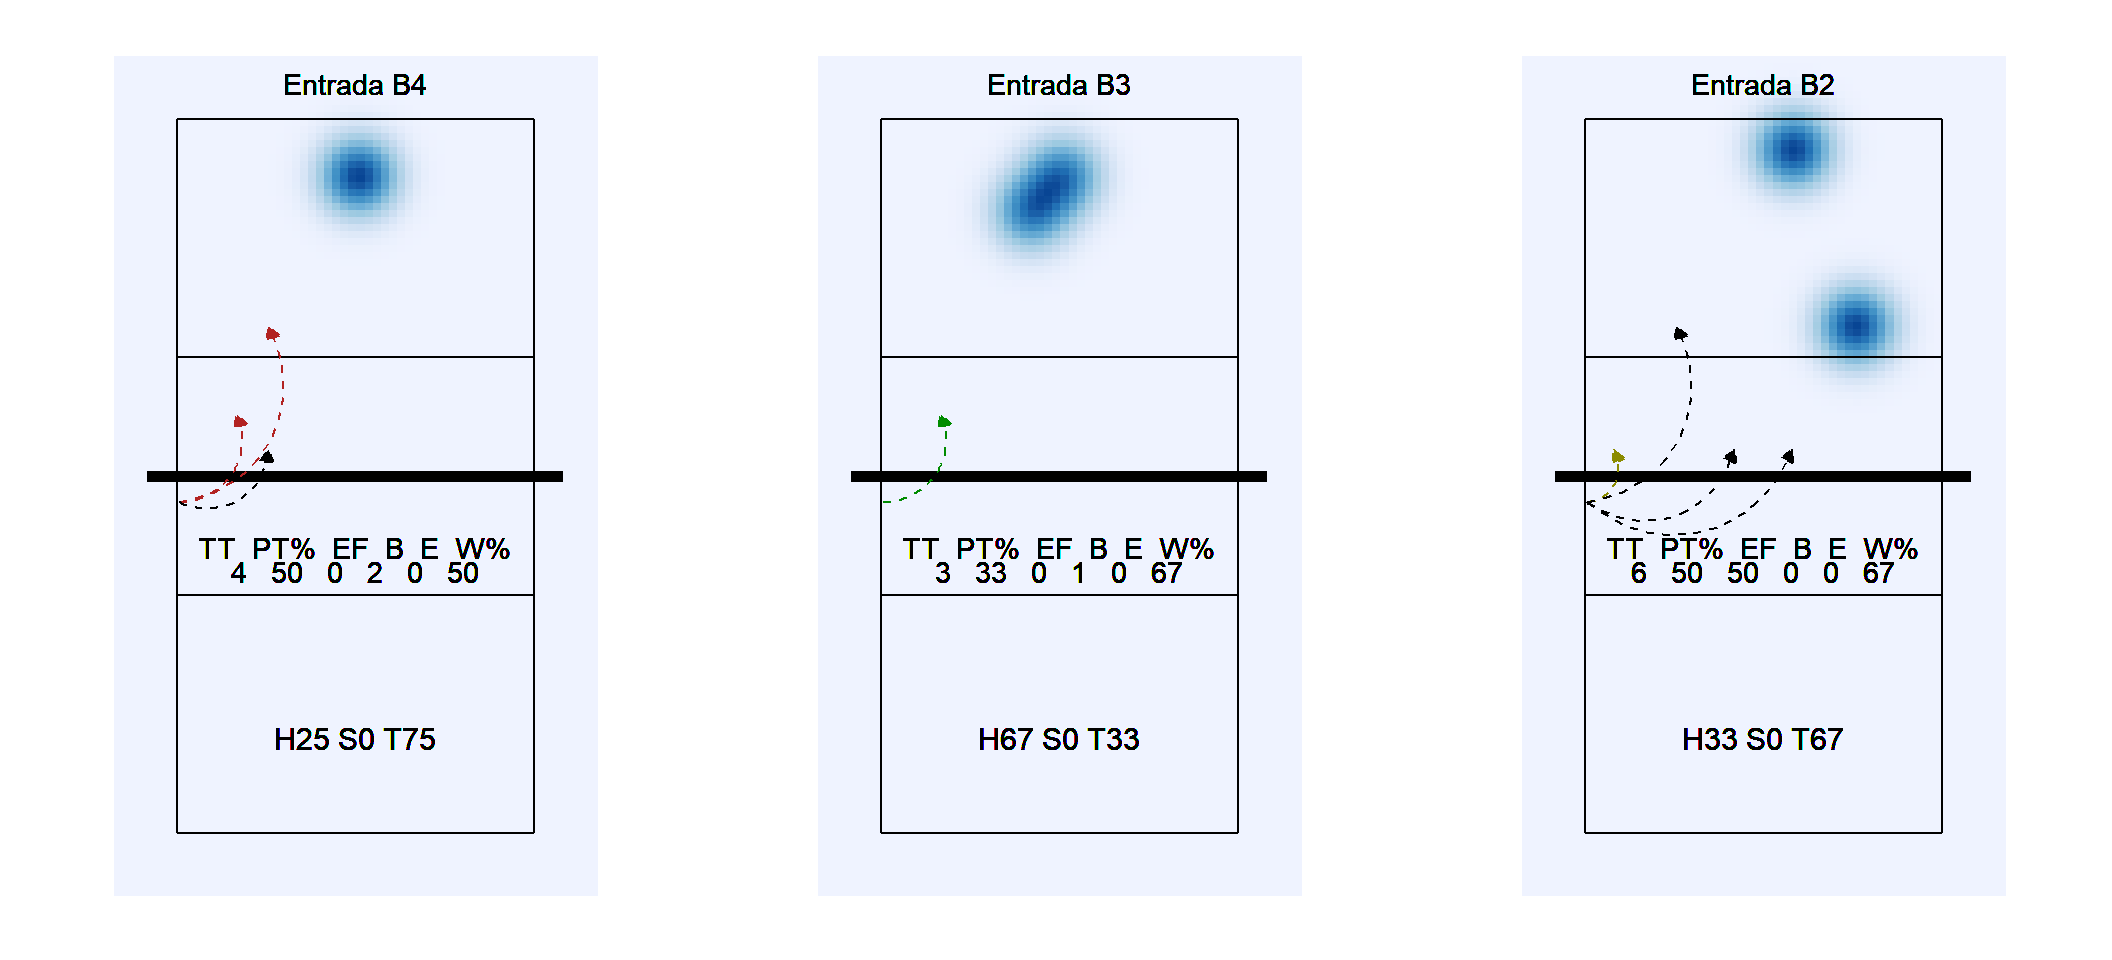 Entrada B4
TT PT% EF B E W%
4 50 0 2 0 50
H25 S0 T75
Entrada B3
TT PT% EF B E W%
3 33 0 1 0 67
H67 S0 T33
Entrada B2
TT PT% EF B E W%
6 50 50 0 0 67
H33 S0 T67